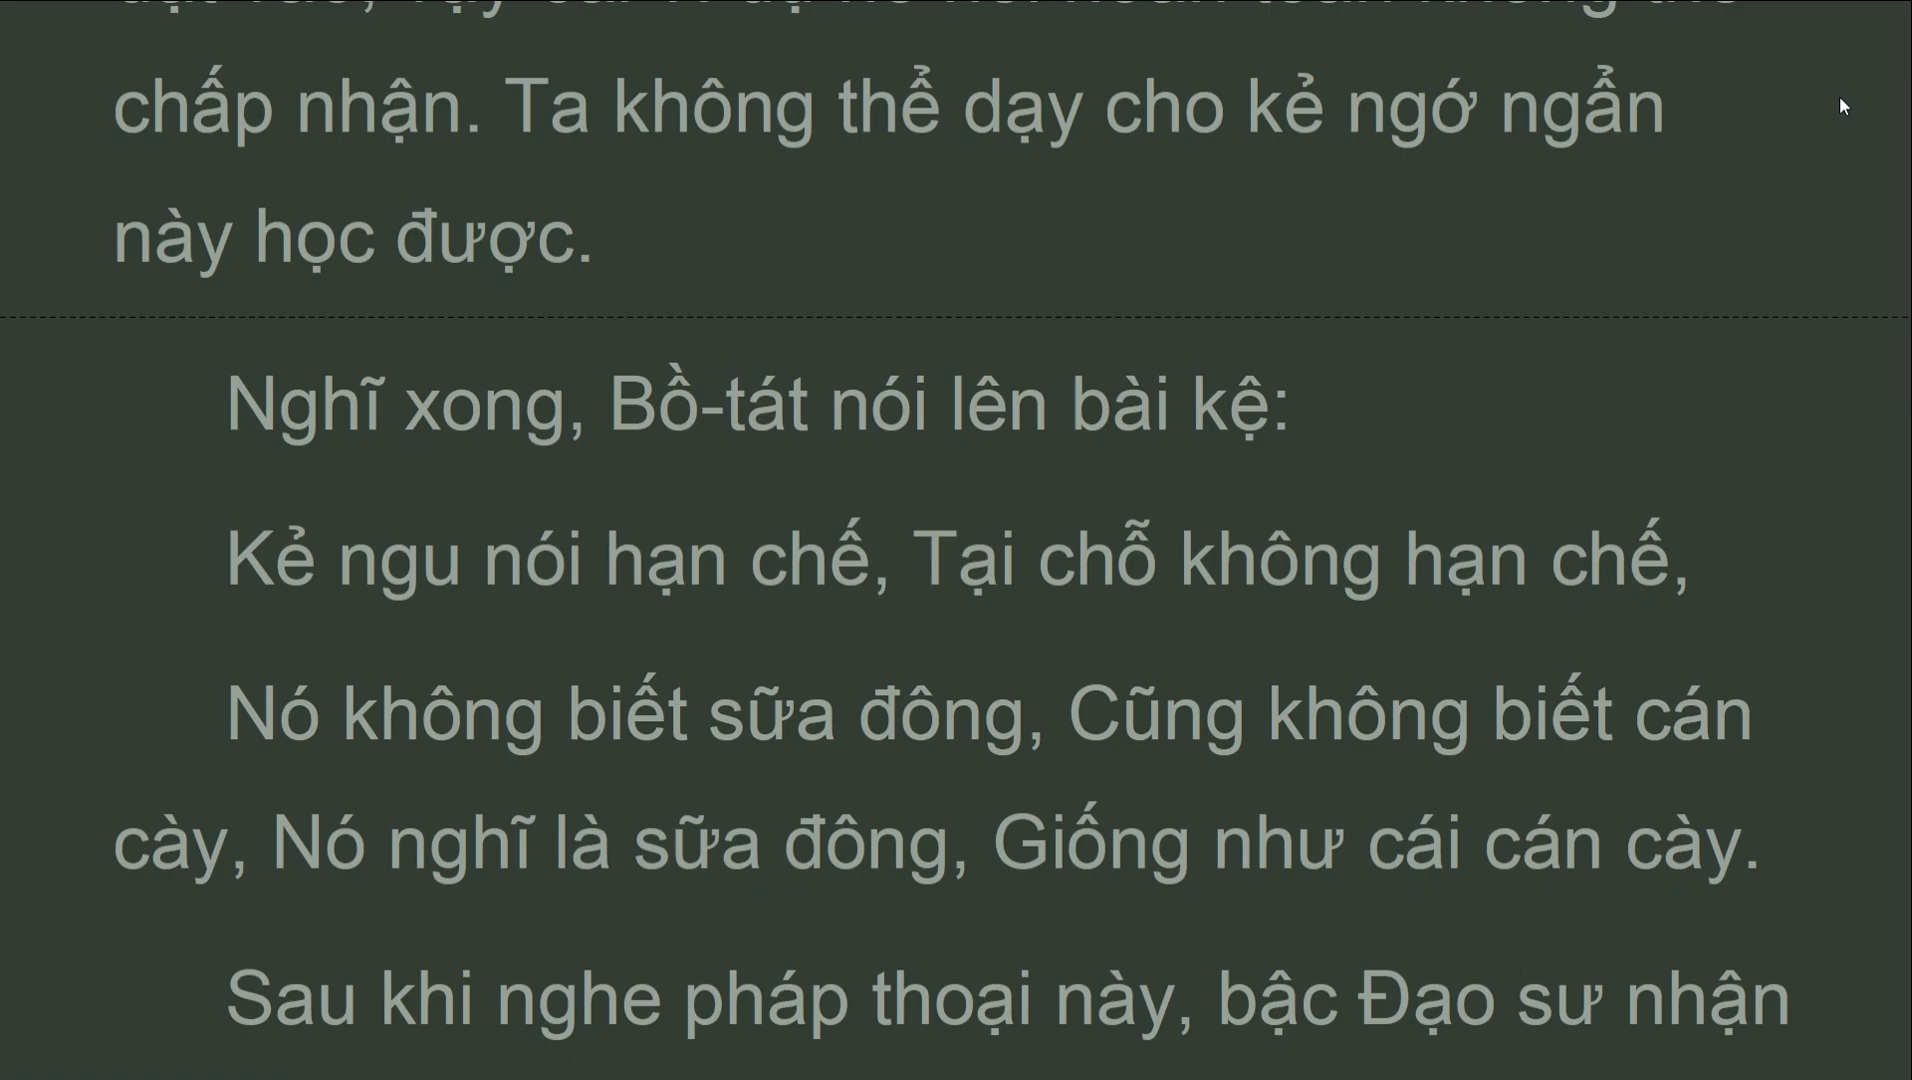 chấp nhận. Ta không thể dạy cho kẻ ngớ ngẩn
này học được.
Nghĩ xong, Bồ-tát nói lên bài kệ:
Kẻ ngu nói hạn chế, Tại chỗ không hạn chế,
Nó không biết sữa đông, Cũng không biết cán
cày, Nó nghĩ là sữa đông, Giống như cái cán cày.
Sau khi nghe pháp thoại này, bậc Đạo sư nhận